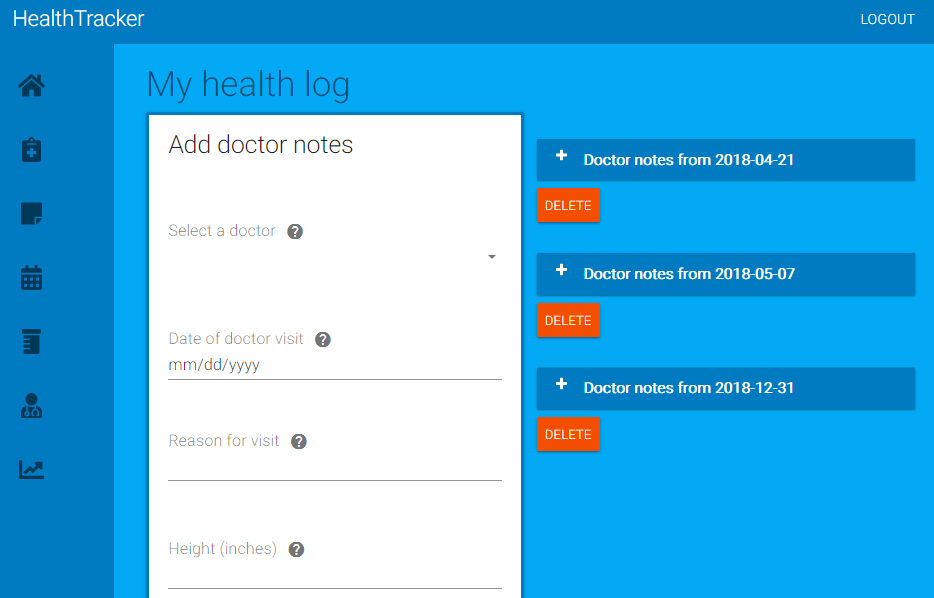 HealthTracker
LOGOUT
My health log
Add doctor notes
Select a doctor ?
Date of doctor visit ?
mm/dd/yyyy
Reason for visit ?
Height (inches) ?
Doctor notes from 2018-04-21
DELETE
Doctor notes from 2018-05-07
DELETE
Doctor notes from 2018-12-31
DELETE